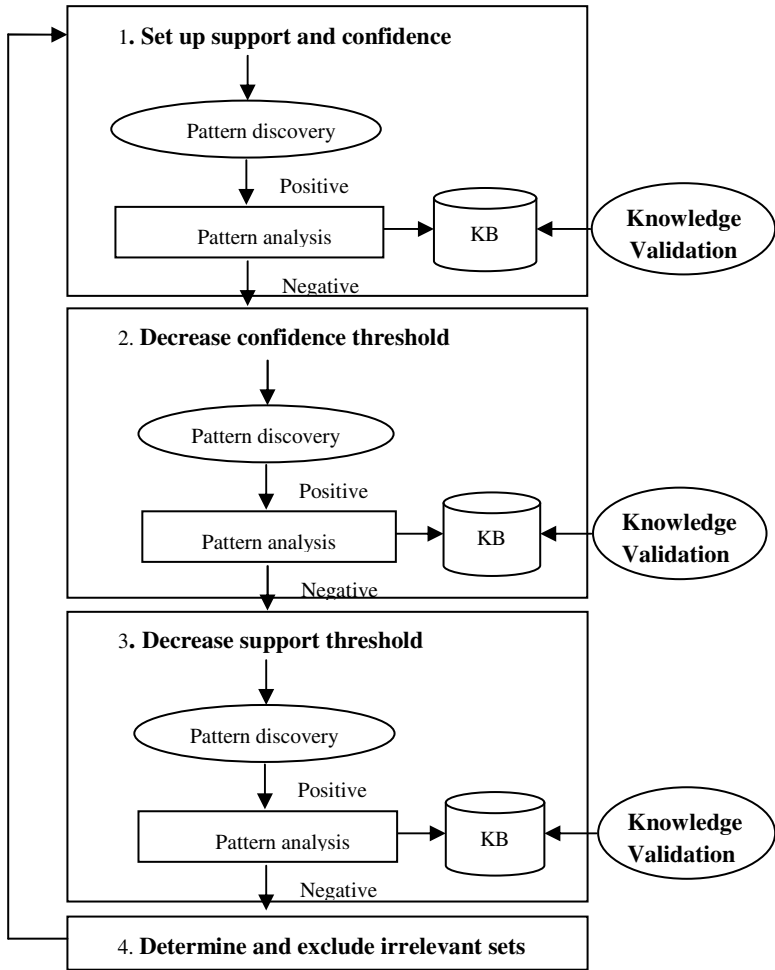 1. Set up support and confidence
Pattern discovery
Positive
Pattern analysis
KB
Knowledge
Validation
Negative
2. Decrease confidence threshold
Pattern discovery
Positive
Pattern analysis
KB
Knowledge
Validation
Negative
3. Decrease support threshold
Pattern discovery
Positive
Pattern analysis
KB
Knowledge
Validation
Negative
4. Determine and exclude irrelevant sets